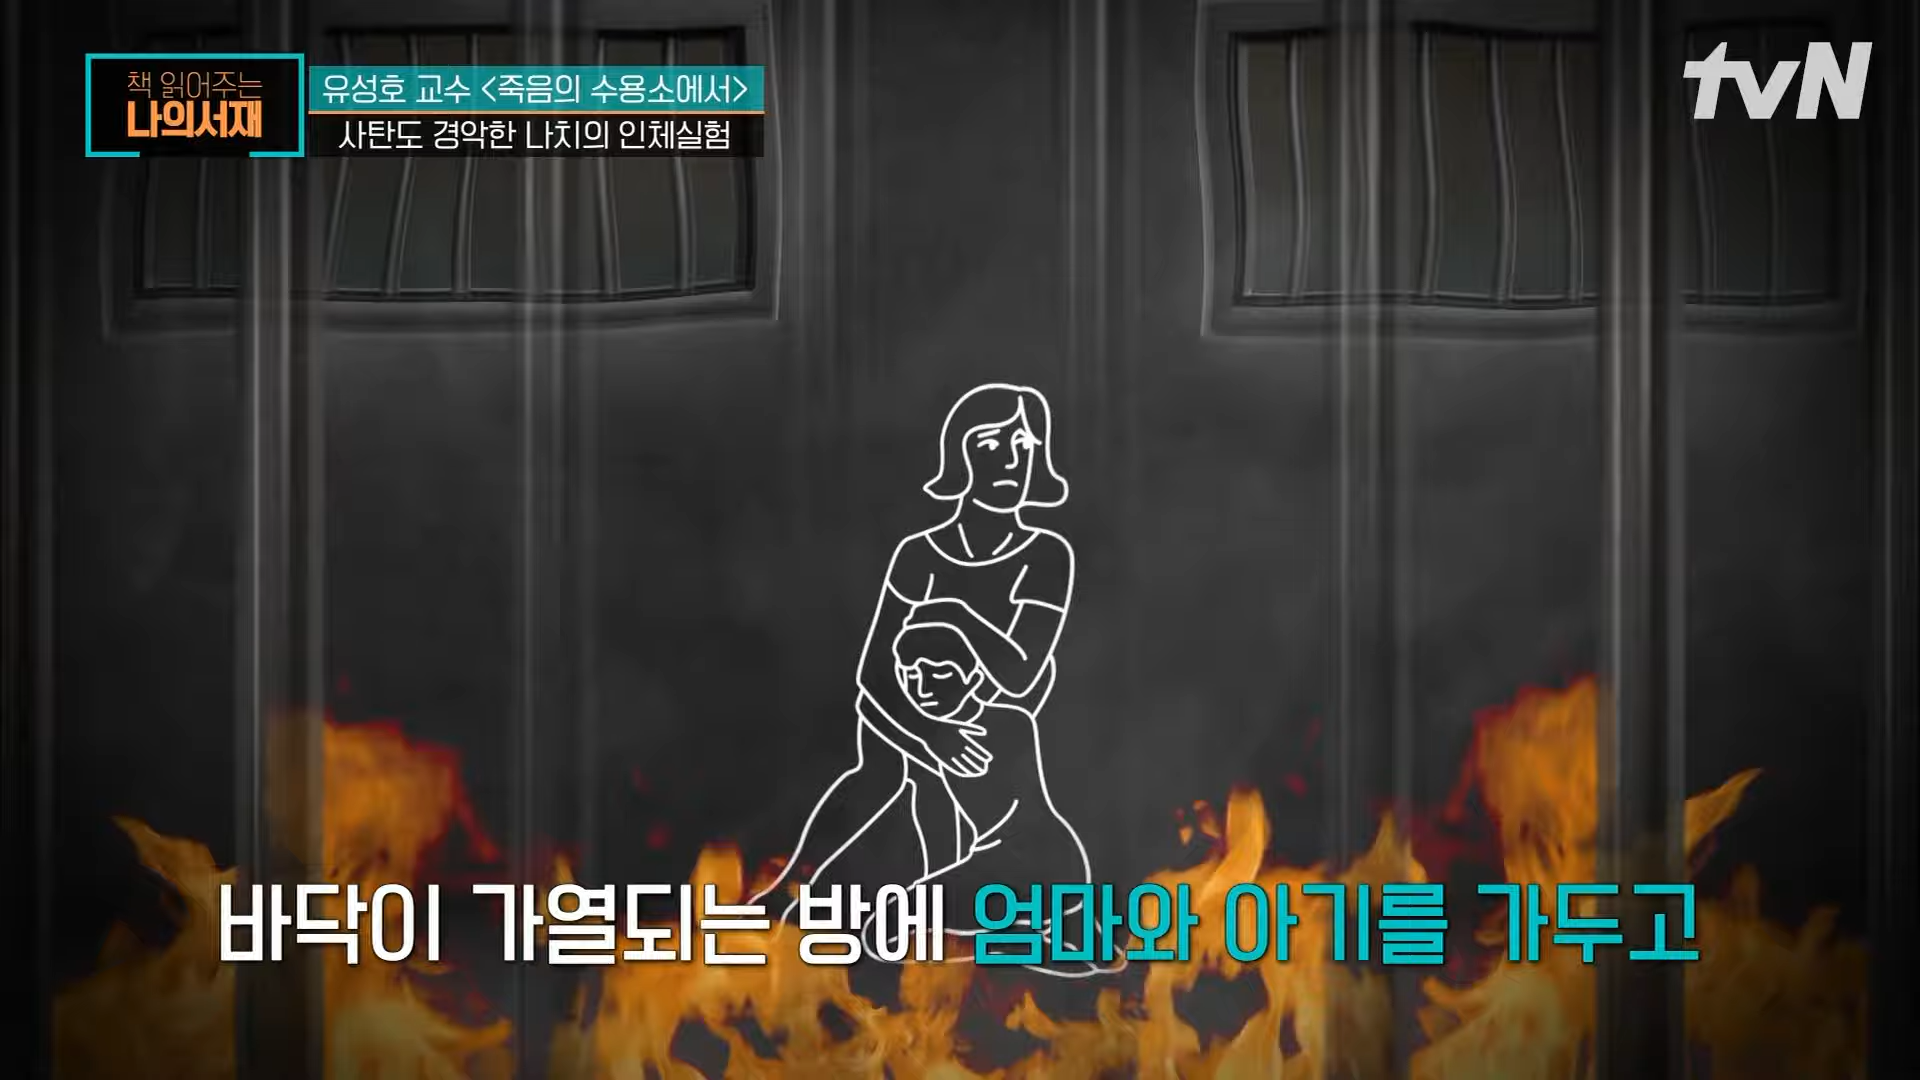 책 읽어주는
나의서재
유성호 교수 <죽음의 수용소에서>
사탄도 경악한 나치의 인체실험
tvN
바닥이 가열되는 방에 엄마와 아기를 가두고